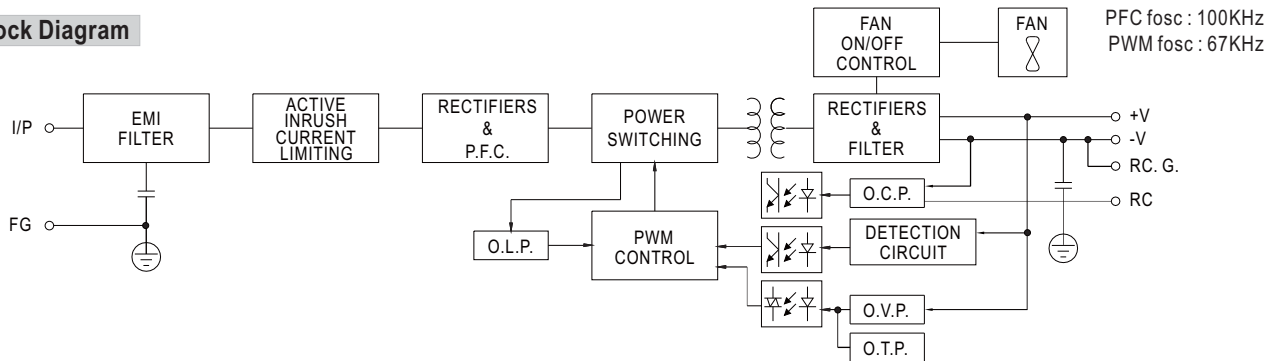 ock Diagram
PFC fosc : 100KHz
PWM fosc : 67KHz
FAN
ON/OFF
CONTROL
FAN
I/P
EMI
FILTER
ACTIVE
INRUSH
CURRENT
LIMITING
RECTIFIERS
&
P.F.C.
POWER
SWITCHING
RECTIFIERS
&
FILTER
+V
-V
RC. G.
RC
FG
O.L.P.
PWM
CONTROL
O.C.P.
DETECTION
CIRCUIT
O.V.P.
O.T.P.